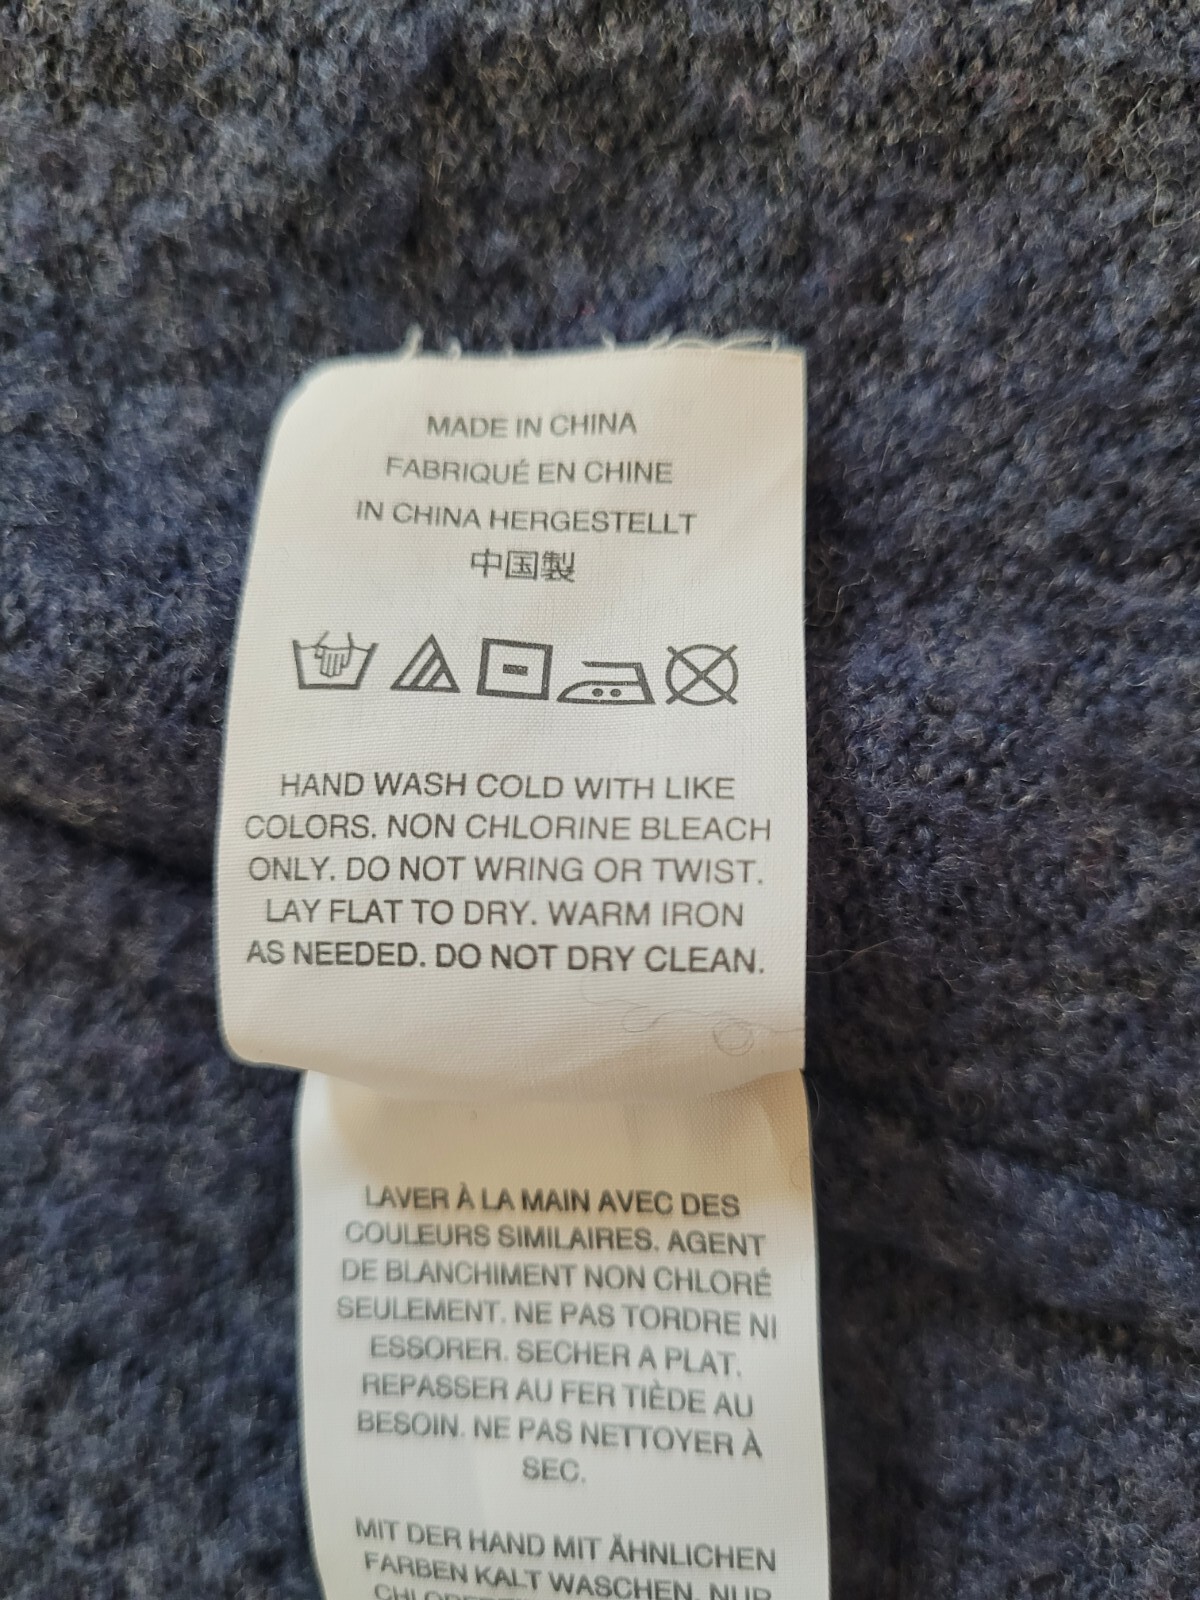 MADE IN CHINA
FABRIQUÉ EN CHINE
IN CHINA HERGESTELLT
中国製
HAND WASH COLD WITH LIKE
COLORS. NON CHLORINE BLEACH
ONLY. DO NOT WRING OR TWIST.
LAY FLAT TO DRY. WARM IRON
AS NEEDED. DO NOT DRY CLEAN.
LAVER À LA MAIN AVEC DES
COULEURS SIMILAIRES. AGENT
DE BLANCHIMENT NON CHLORÉ
SEULEMENT. NE PAS TORDRE NI
ESSORER. SECHER A PLAT.
REPASSER AU FER TIÈDE AU
BESOIN. NE PAS NETTOYER À
SEC.
MIT DER HAND MIT ÄHNLICHEN
FARBEN KALT WASCHEN. NUR